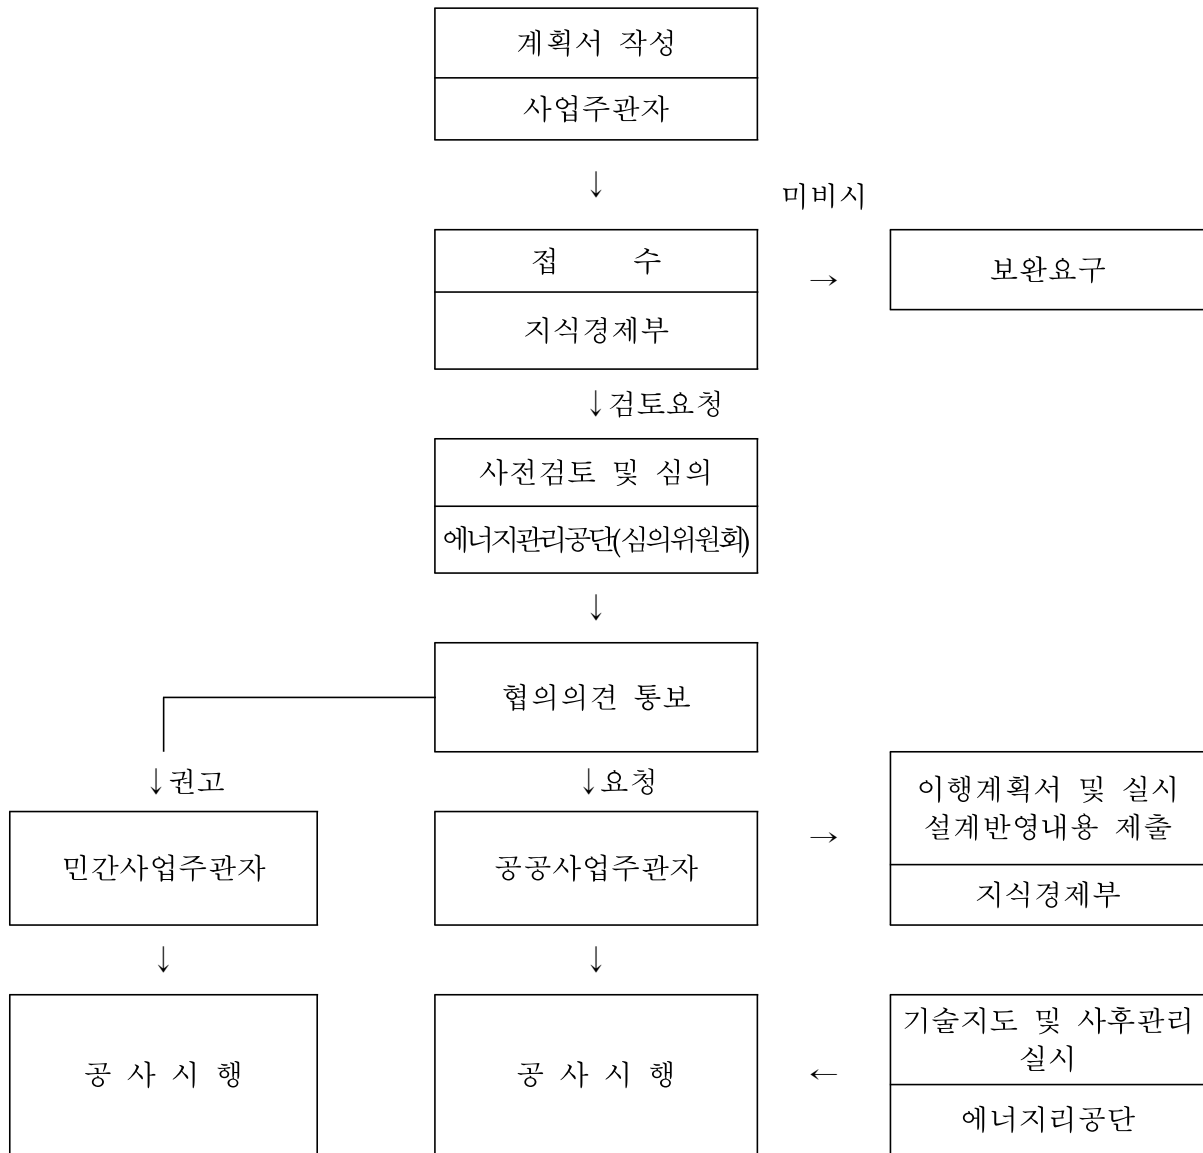 계획서 작성
사업주관자
↓
미비시
접 수
→
보완요구
지식경제부
↓검토요청
사전검토 및 심의
에너지관리공단(심의위원회)
↓
협의의견 통보
↓권고
↓요청
민간사업주관자
공공사업주관자
→
이행계획서 및 실시
설계반영내용 제출
지식경제부
↓
↓
공 사 시 행
공 사 시 행
←
기술지도 및 사후관리
실시
에너지리공단